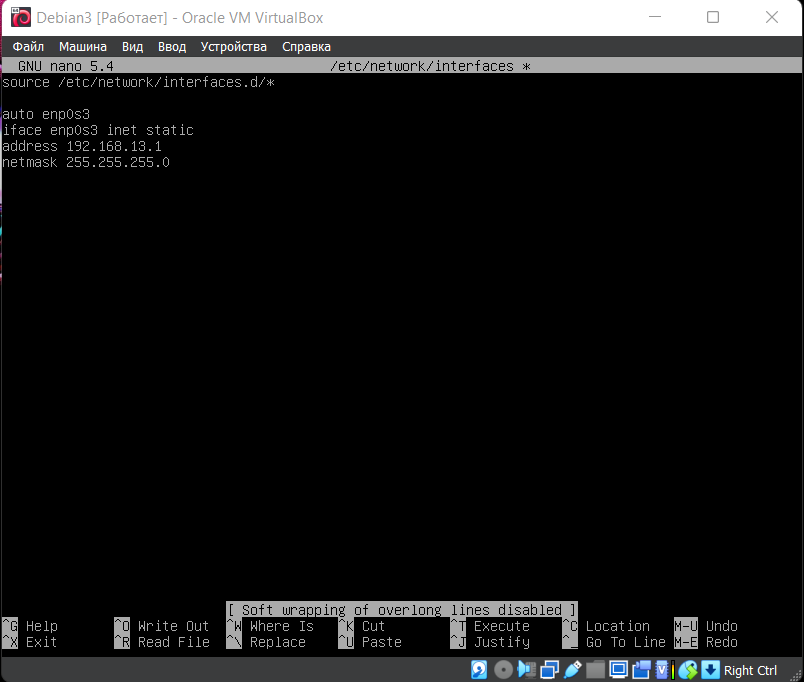 Debian3 [Работает] - Oracle VM VirtualBox
Файл Машина Вид Ввод Устройства Справка
GNU nano 5.4 /etc/network/interfaces *
source /etc/network/interfaces.d/*
auto enp0s3
iface enp0s3 inet static
address 192.168.13.1
netmask 255.255.255.0
[ Soft wrapping of overlong lines disabled ]
^G Help ^O Write Out ^W Where Is ^K Cut ^T Execute ^C Location M-U Undo
^X Exit ^R Read File ^\ Replace ^U Paste ^J Justify ^_ Go To Line M-E Redo
Right Ctrl